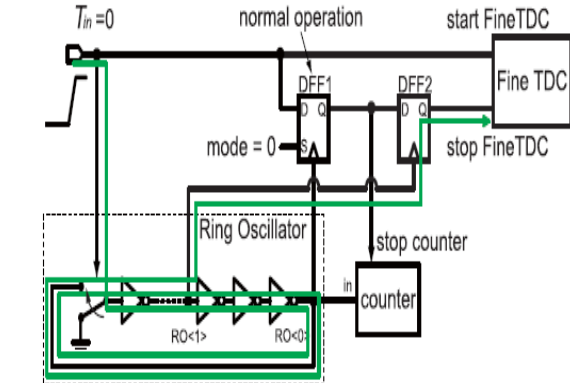 Tin =0
normal operation
start FineTDC
DFF1
DFF2
Fine TDC
D Q
D Q
mode = 0
S
stop FineTDC
Ring Oscillator
stop counter
in
counter
RO<1>
RO<0>